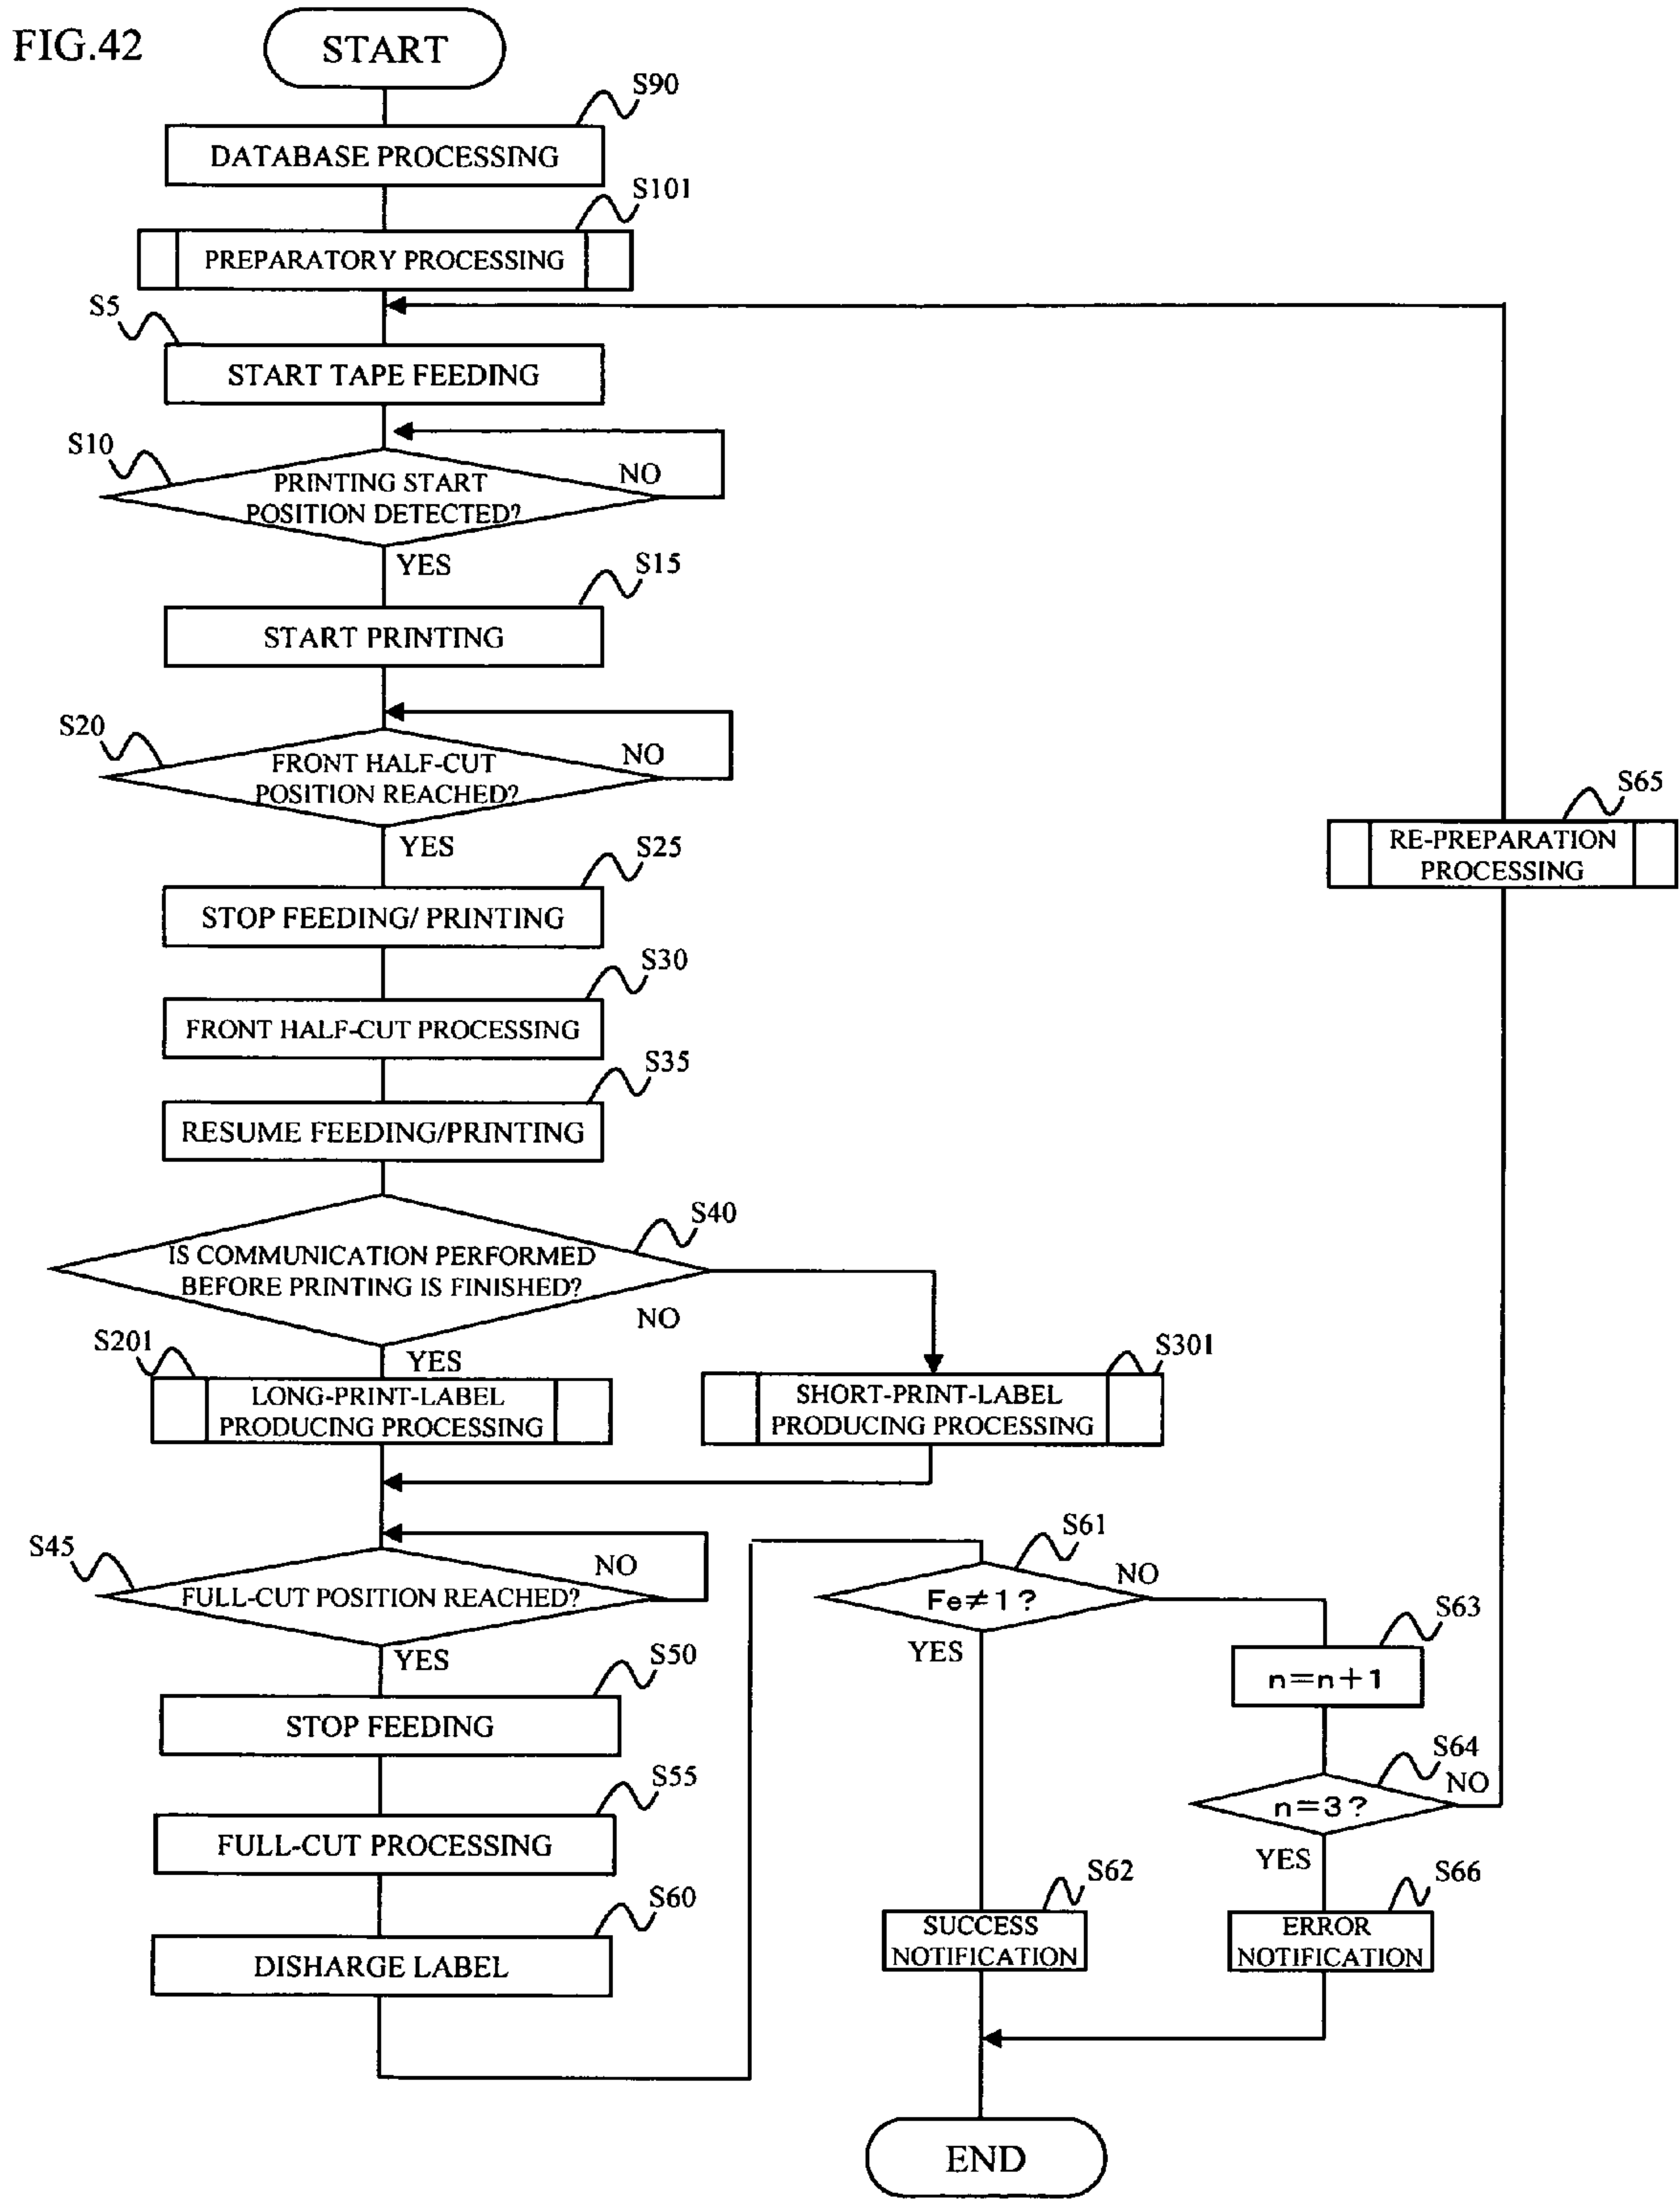 FIG.42
START
S90
DATABASE PROCESSING
S101
PREPARATORY PROCESSING
S5
START TAPE FEEDING
S10
PRINTING START
POSITION DETECTED?
NO
YES
S15
START PRINTING
S20
FRONT HALF-CUT
POSITION REACHED?
NO
YES
S25
STOP FEEDING/ PRINTING
S30
FRONT HALF-CUT PROCESSING
S35
RESUME FEEDING/PRINTING
S40
IS COMMUNICATION PERFORMED
BEFORE PRINTING IS FINISHED?
NO
YES
S201
LONG-PRINT-LABEL
PRODUCING PROCESSING
S301
SHORT-PRINT-LABEL
PRODUCING PROCESSING
S45
FULL-CUT POSITION REACHED?
NO
YES
S50
STOP FEEDING
S55
FULL-CUT PROCESSING
S60
DISHARGE LABEL
S61
Fe≠1?
NO
YES
S62
SUCCESS
NOTIFICATION
S63
n=n+1
S64
n=3?
NO
YES
S65
RE-PREPARATION
PROCESSING
S66
ERROR
NOTIFICATION
END